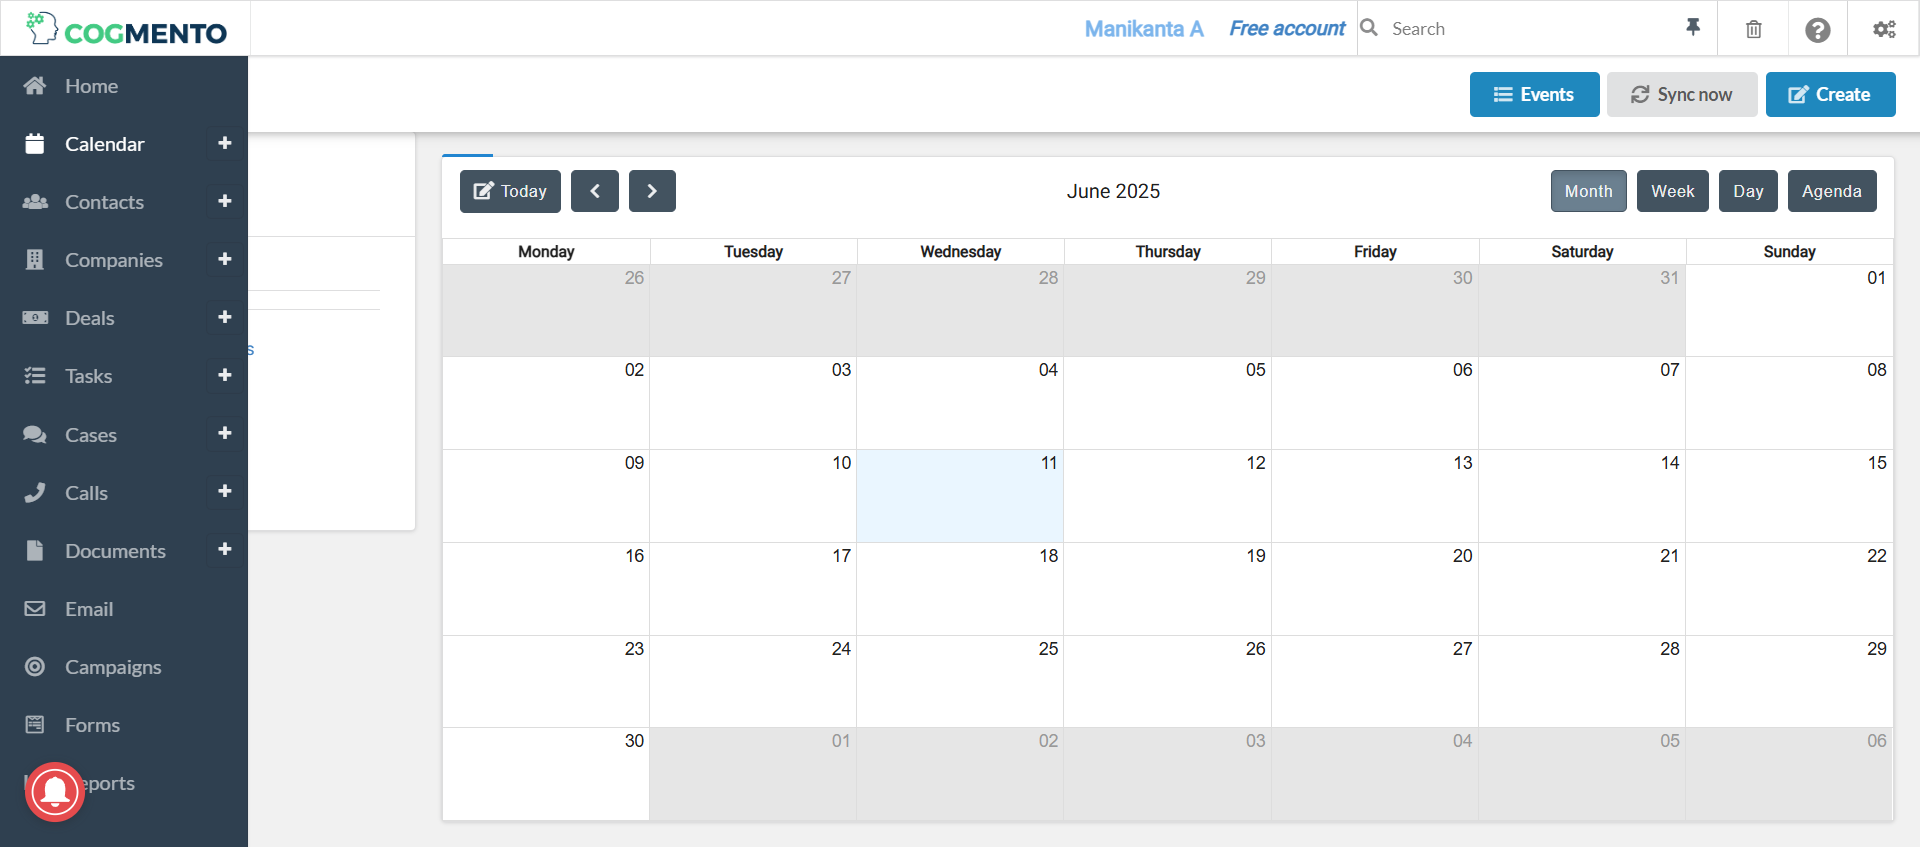 COGMENTO
Manikanta A
Free account
Search
Home
Calendar
Contacts
Companies
Deals
Tasks
Cases
Calls
Documents
Email
Campaigns
Forms
eports
Events
Sync now
Create
s
Today
June 2025
Month
Week
Day
Agenda
Monday Tuesday Wednesday Thursday Friday Saturday Sunday
26 27 28 29 30 31 01
02 03 04 05 06 07 08
09 10 11 12 13 14 15
16 17 18 19 20 21 22
23 24 25 26 27 28 29
30 01 02 03 04 05 06